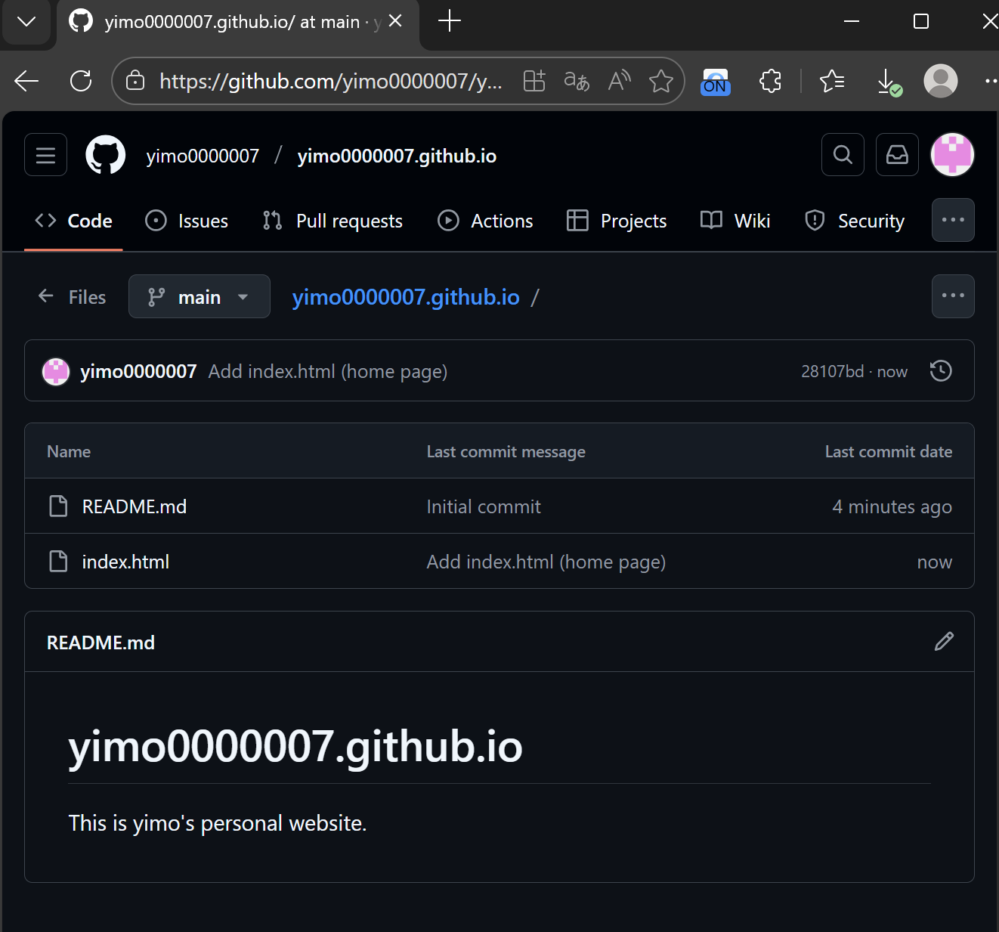 yimo0000007.github.io/ at main · y
https://github.com/yimo0000007/y...
ON
yimo0000007 / yimo0000007.github.io
Code Issues Pull requests Actions Projects Wiki Security
Files main yimo0000007.github.io /
yimo0000007 Add index.html (home page) 28107bd · now
Name Last commit message Last commit date
README.md Initial commit 4 minutes ago
index.html Add index.html (home page) now
README.md
yimo0000007.github.io
This is yimo's personal website.